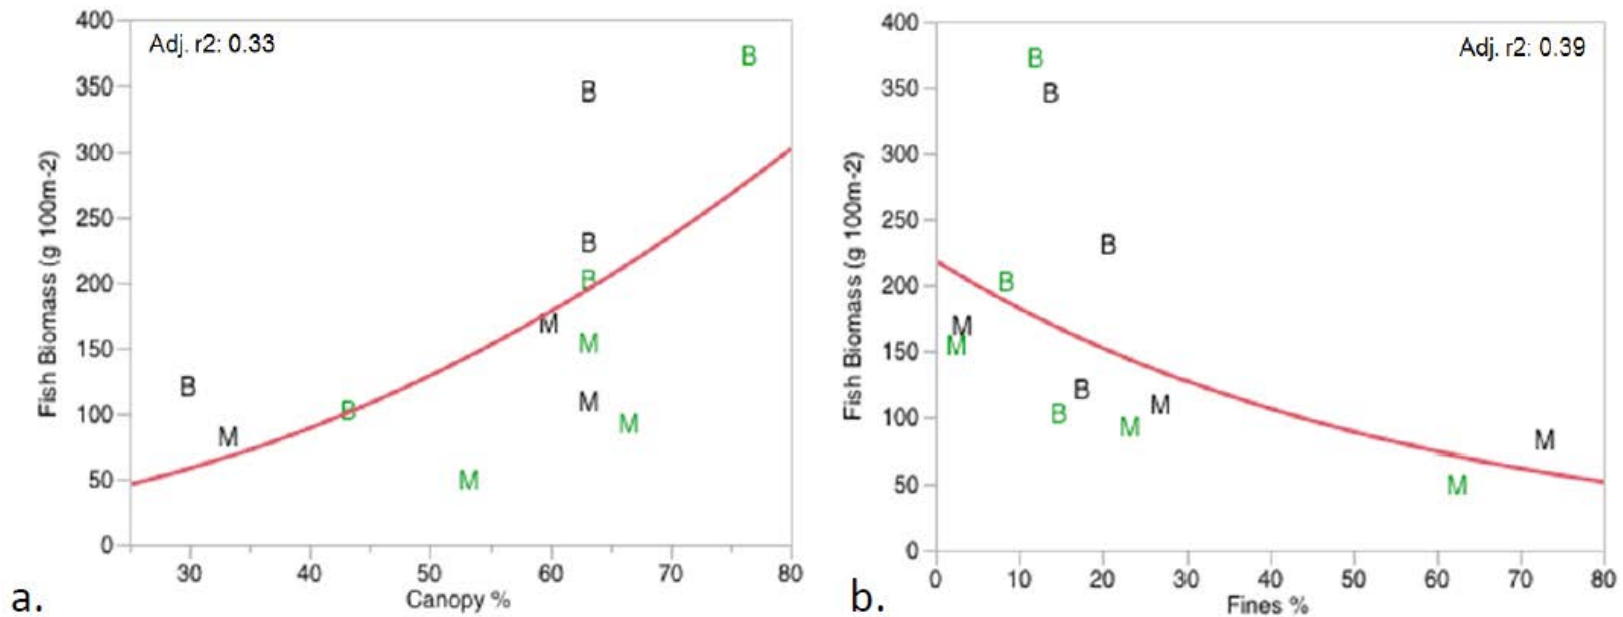 400
Adj. r2: 0.33
350
300
250
200
150
100
50
0
Fish Biomass (g 100m-2)
B
B
B
B
M
M
B
M
B
M
M
M
30 40 50 60 70 80
Canopy %
a.
400
Adj. r2: 0.39
350
300
250
200
150
100
50
0
Fish Biomass (g 100m-2)
B
B
B
B
M
M
B
M
B
M
M
M
0 10 20 30 40 50 60 70 80
Fines %
b.